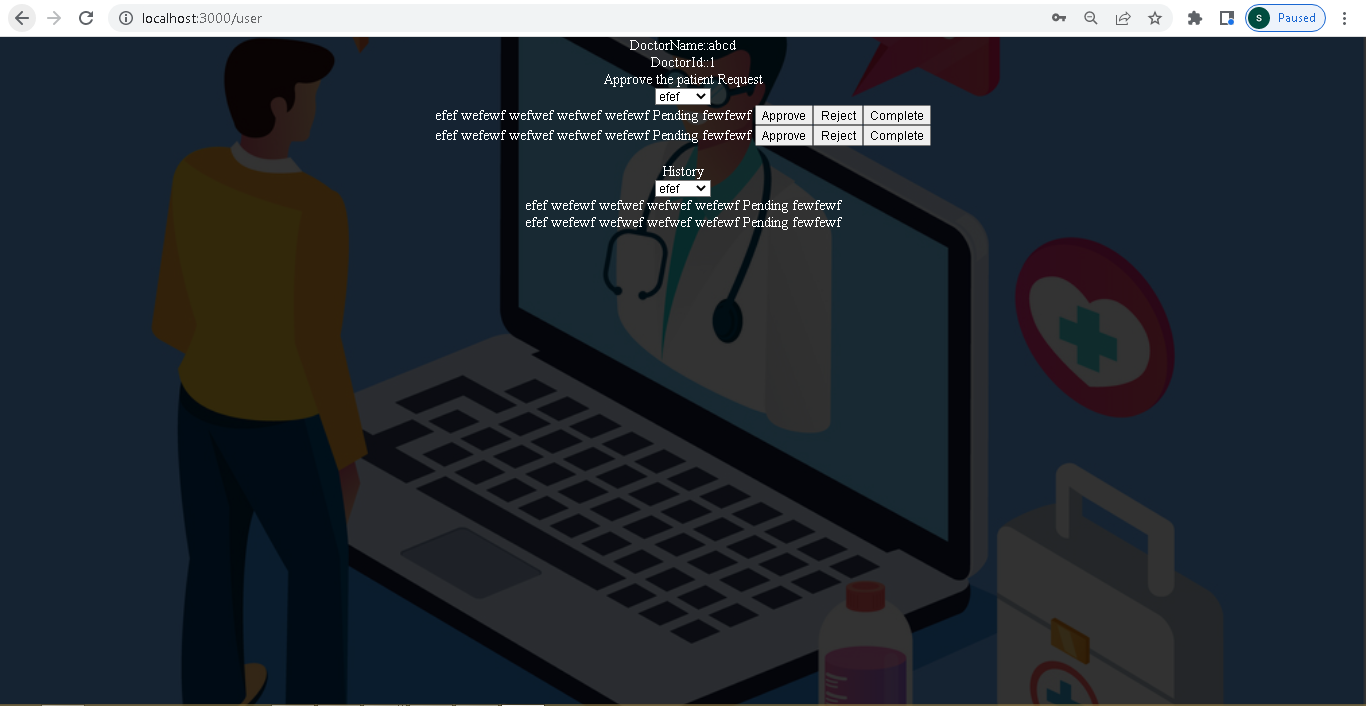 localhost:3000/user
S Paused
DoctorName::abcd
DoctorId::1
Approve the patient Request
efef
efef wefewf wefwef wefwef wefewf Pending fewfewf Approve Reject Complete
efef wefewf wefwef wefwef wefewf Pending fewfewf Approve Reject Complete
History
efef
efef wefewf wefwef wefwef wefewf Pending fewfewf
efef wefewf wefwef wefwef wefewf Pending fewfewf